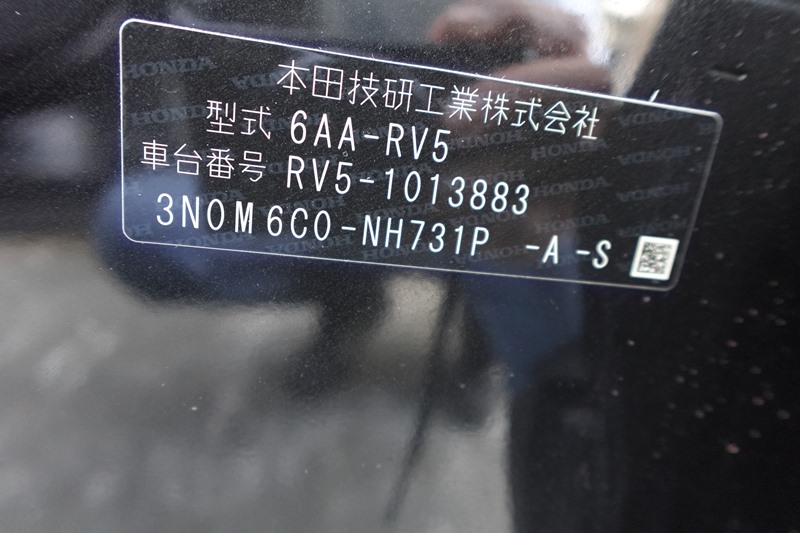 本田技研工業株式会社
型式 6AA-RV5
車台番号 RV5-1013883
3N0M6C0-NH731P -A-S